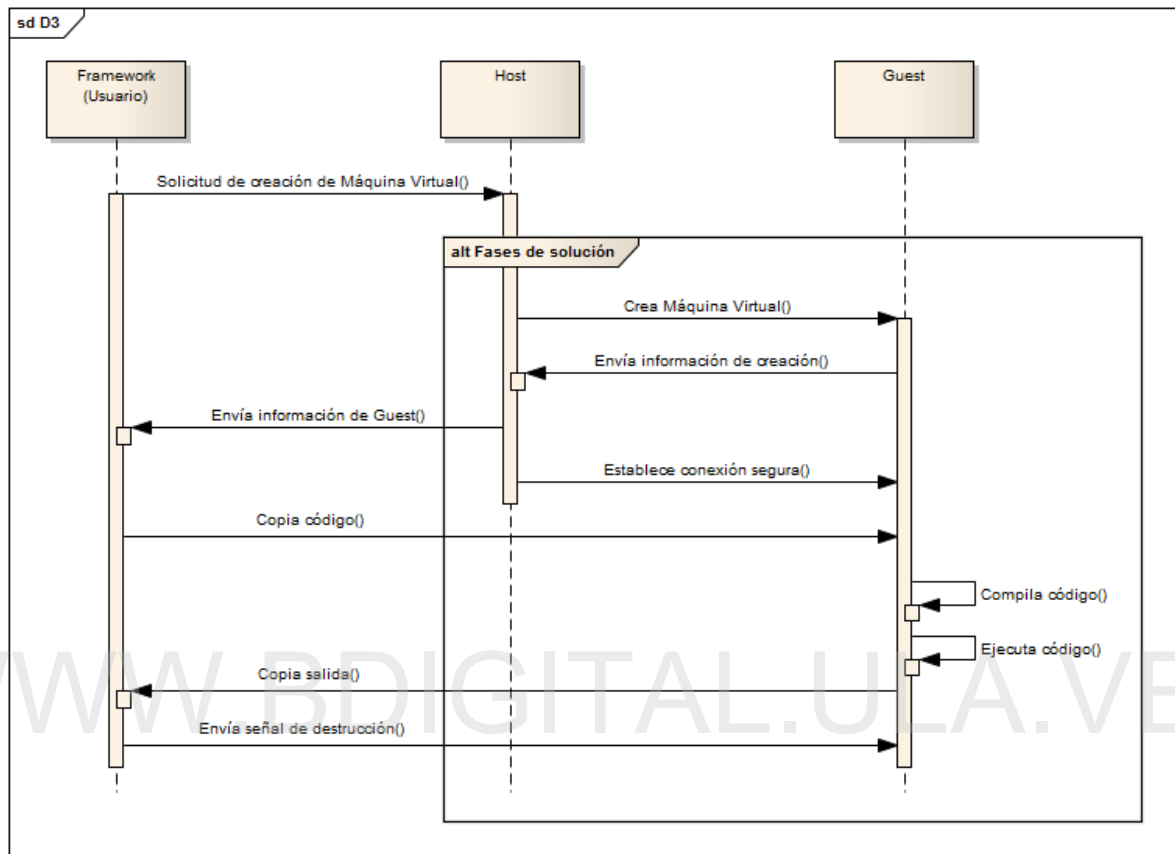 sd D3
Framework
(Usuario)
Host
Guest
Solicitud de creación de Máquina Virtual()
alt Fases de solución
Crea Máquina Virtual()
Envía información de creación()
Envía información de Guest()
Establece conexión segura()
Copia código()
Compila código()
Ejecuta código()
Copia salida()
Envía señal de destrucción()
WWW.BDIGITAL.ULA.VE